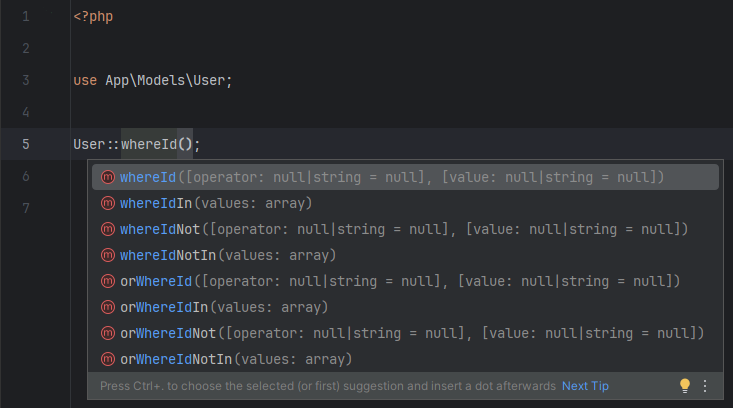 1 <?php
2
3 use App\Models\User;
4
5 User::whereId();
6 m whereId([operator: null|string = null], [value: null|string = null])
7 m whereIdIn(values: array)
m whereIdNot([operator: null|string = null], [value: null|string = null])
m whereIdNotIn(values: array)
m orWhereId([operator: null|string = null], [value: null|string = null])
m orWhereIdIn(values: array)
m orWhereIdNot([operator: null|string = null], [value: null|string = null])
m orWhereIdNotIn(values: array)
Press Ctrl+. to choose the selected (or first) suggestion and insert a dot afterwards Next Tip